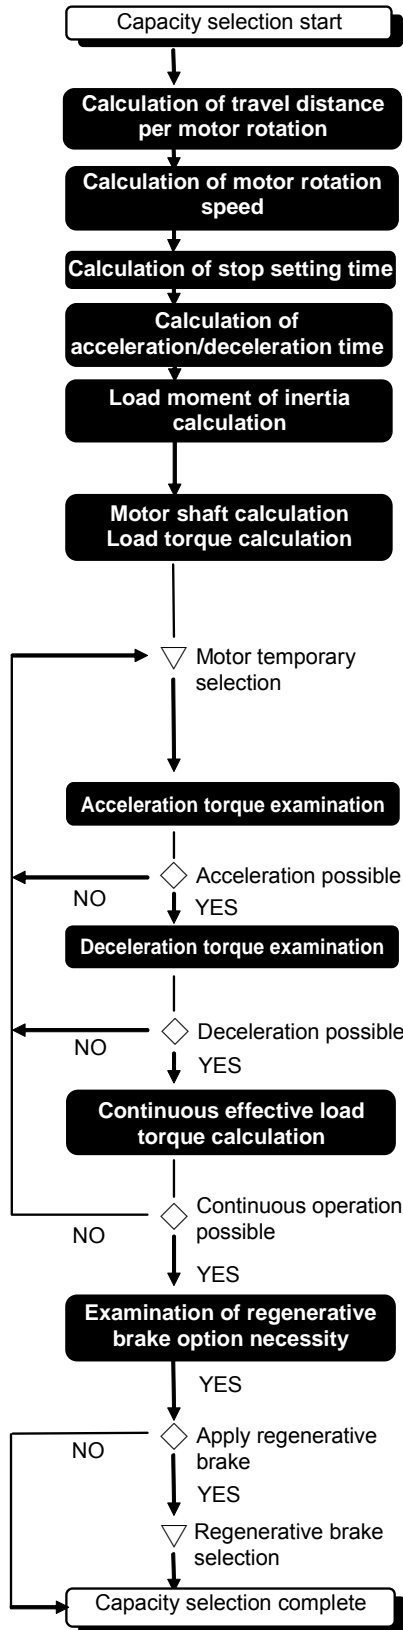 Capacity selection start
Calculation of travel distance
per motor rotation
Calculation of motor rotation
speed
Calculation of stop setting time
Calculation of
acceleration/deceleration time
Load moment of inertia
calculation
Motor shaft calculation
Load torque calculation
Motor temporary
selection
Acceleration torque examination
Acceleration possible
NO
YES
Deceleration torque examination
Deceleration possible
NO
YES
Continuous effective load
torque calculation
Continuous operation
possible
NO
YES
Examination of regenerative
brake option necessity
YES
Apply regenerative
brake
NO
YES
Regenerative brake
selection
Capacity selection complete